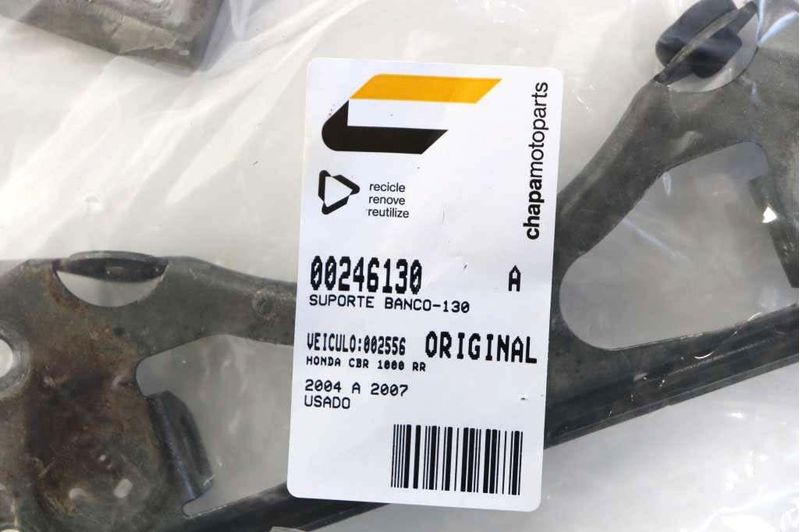 chapamotoparts
recicle
renove
reutilize
00246130 A
SUPORTE BANCO-130
VEICULO:002556 ORIGINAL
HONDA CBR 1000 RR
2004 A 2007
USADO